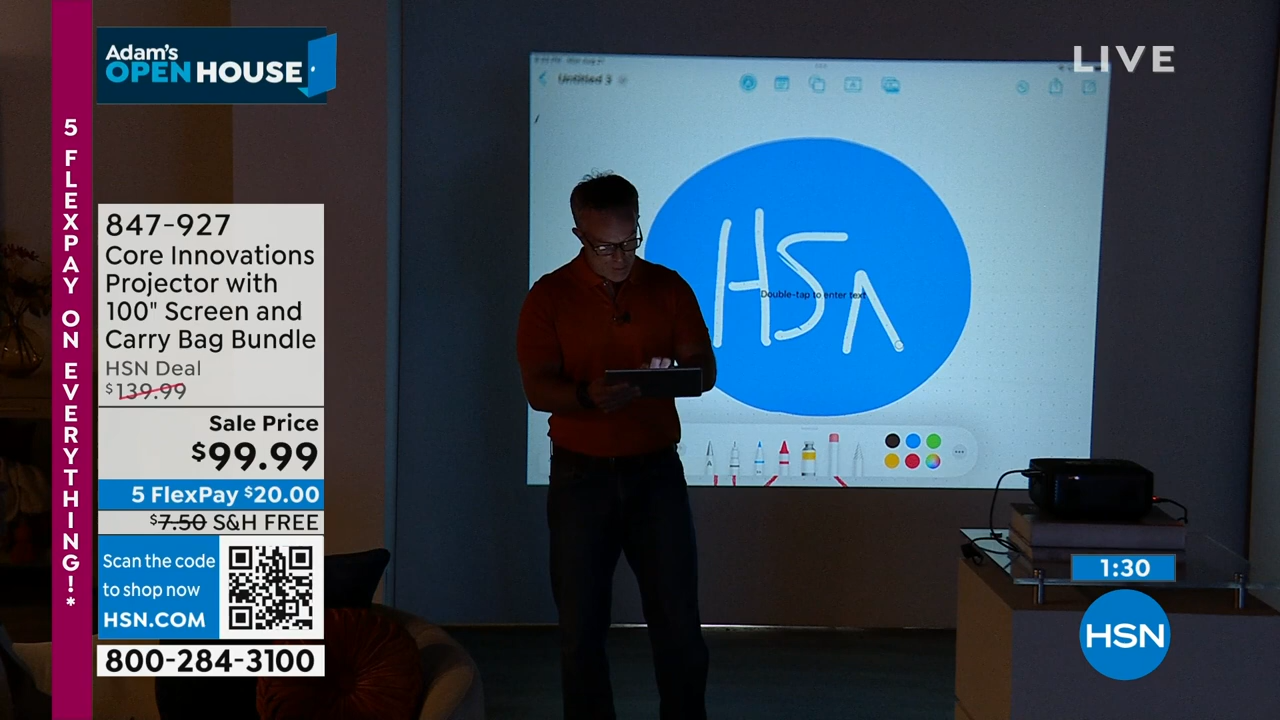 Adam's
OPEN HOUSE
LIVE
5 FLEXPAY ON EVERYTHING!*
847-927
Core Innovations
Projector with
100" Screen and
Carry Bag Bundle
HSN Deal
$139.99
Sale Price
$99.99
5 FlexPay $20.00
$7.50 S&H FREE
Scan the code
to shop now
HSN.COM
800-284-3100
Untitled 3
HSN
Double-tap to enter text
1:30
HSN